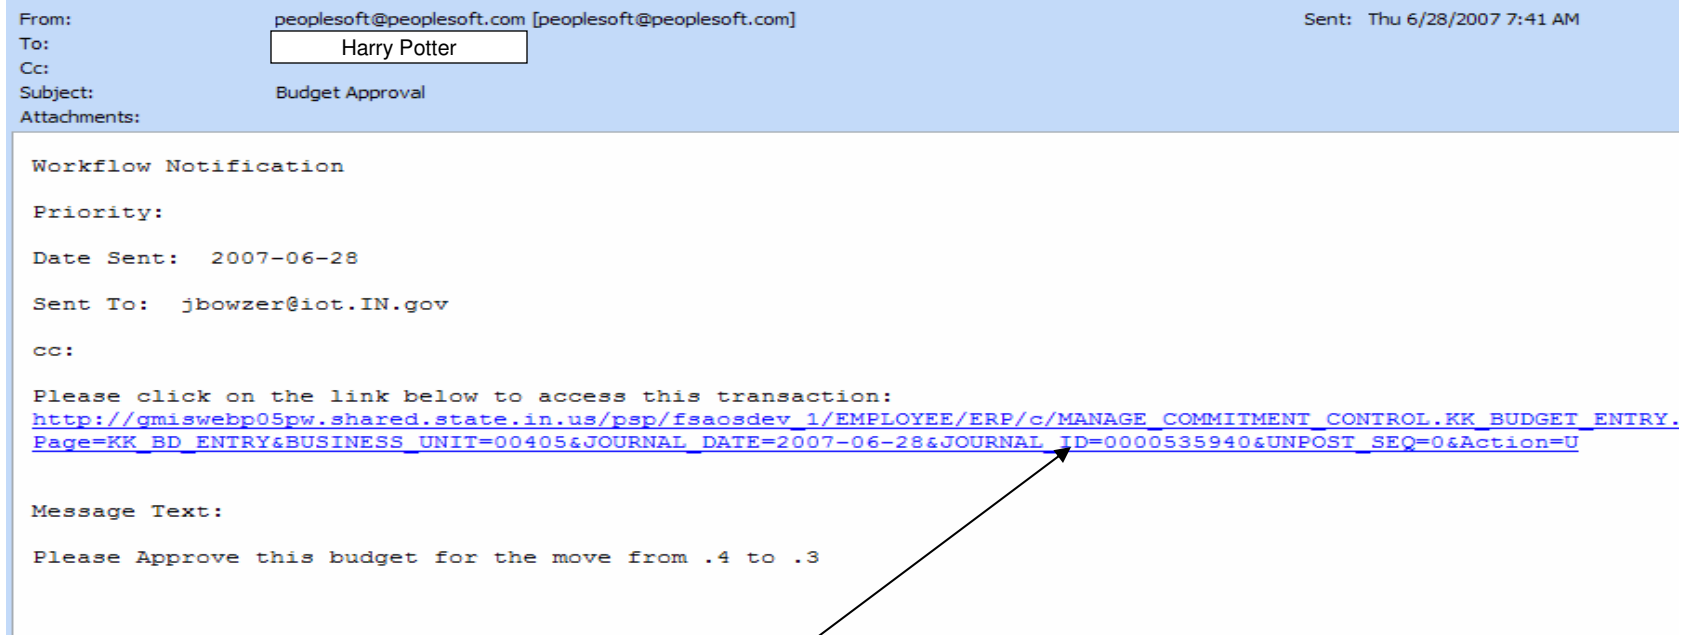 From: peoplesoft@peoplesoft.com [peoplesoft@peoplesoft.com] Sent: Thu 6/28/2007 7:41 AM
To: Harry Potter
Cc:
Subject: Budget Approval
Attachments:
Workflow Notification
Priority:
Date Sent: 2007-06-28
Sent To: jbowzer@iot.IN.gov
cc:
Please click on the link below to access this transaction:
http://gmiswebp05pw.shared.state.in.us/psp/fsaosdev_1/EMPLOYEE/ERP/c/MANAGE_COMMITMENT_CONTROL.KK_BUDGET_ENTRY.
Page=KK_BD_ENTRY&BUSINESS_UNIT=00405&JOURNAL_DATE=2007-06-28&JOURNAL_ID=0000535940&UNPOST_SEQ=0&Action=U
Message Text:
Please Approve this budget for the move from .4 to .3